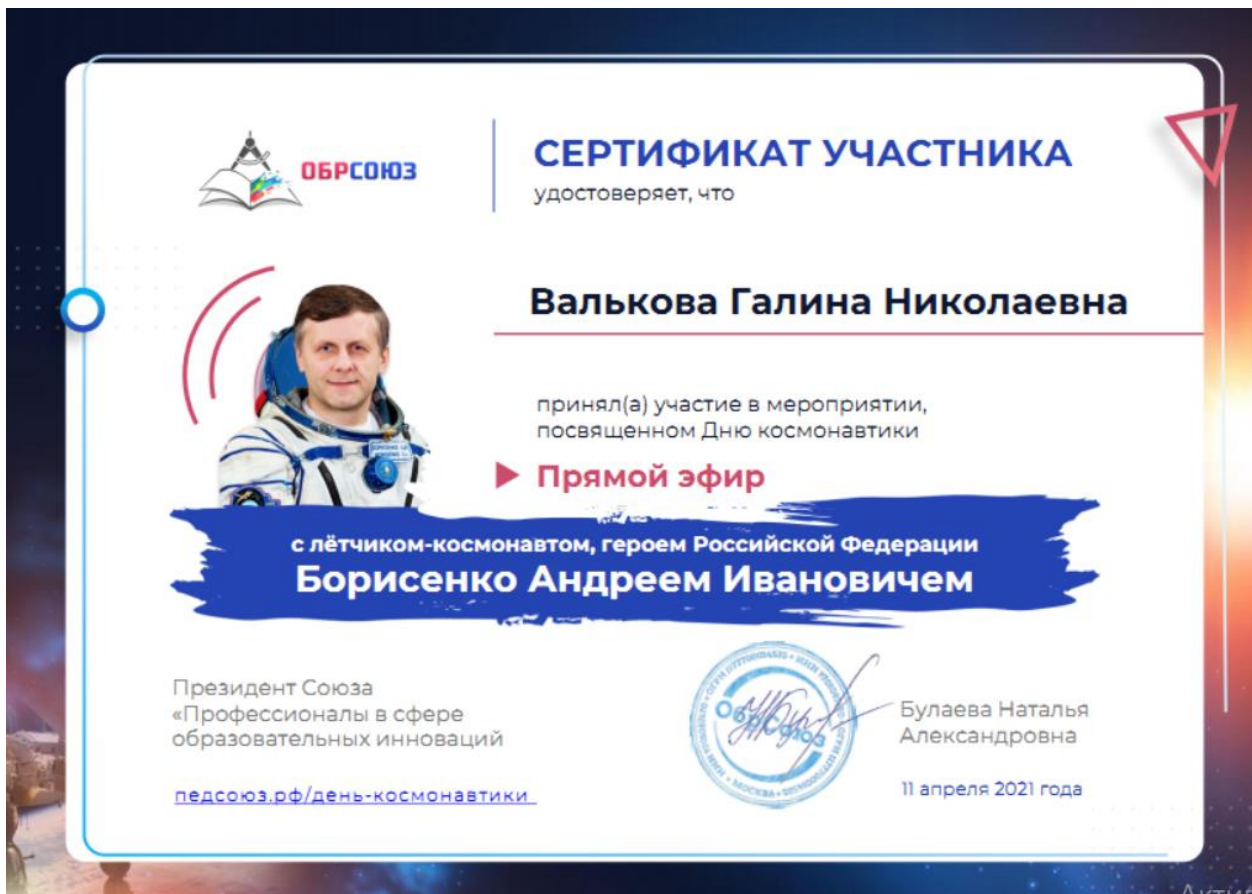 ОБРСОЮЗ
СЕРТИФИКАТ УЧАСТНИКА
удостоверяет, что
Валькова Галина Николаевна
принял(а) участие в мероприятии,
посвященном Дню космонавтики
Прямой эфир
с лётчиком-космонавтом, героем Российской Федерации
Борисенко Андреем Ивановичем
Президент Союза
«Профессионалы в сфере
образовательных инноваций
педсоюз.рф/день-космонавтики
ОбрСоюз
МОСКВА
Булаева Наталья
Александровна
11 апреля 2021 года